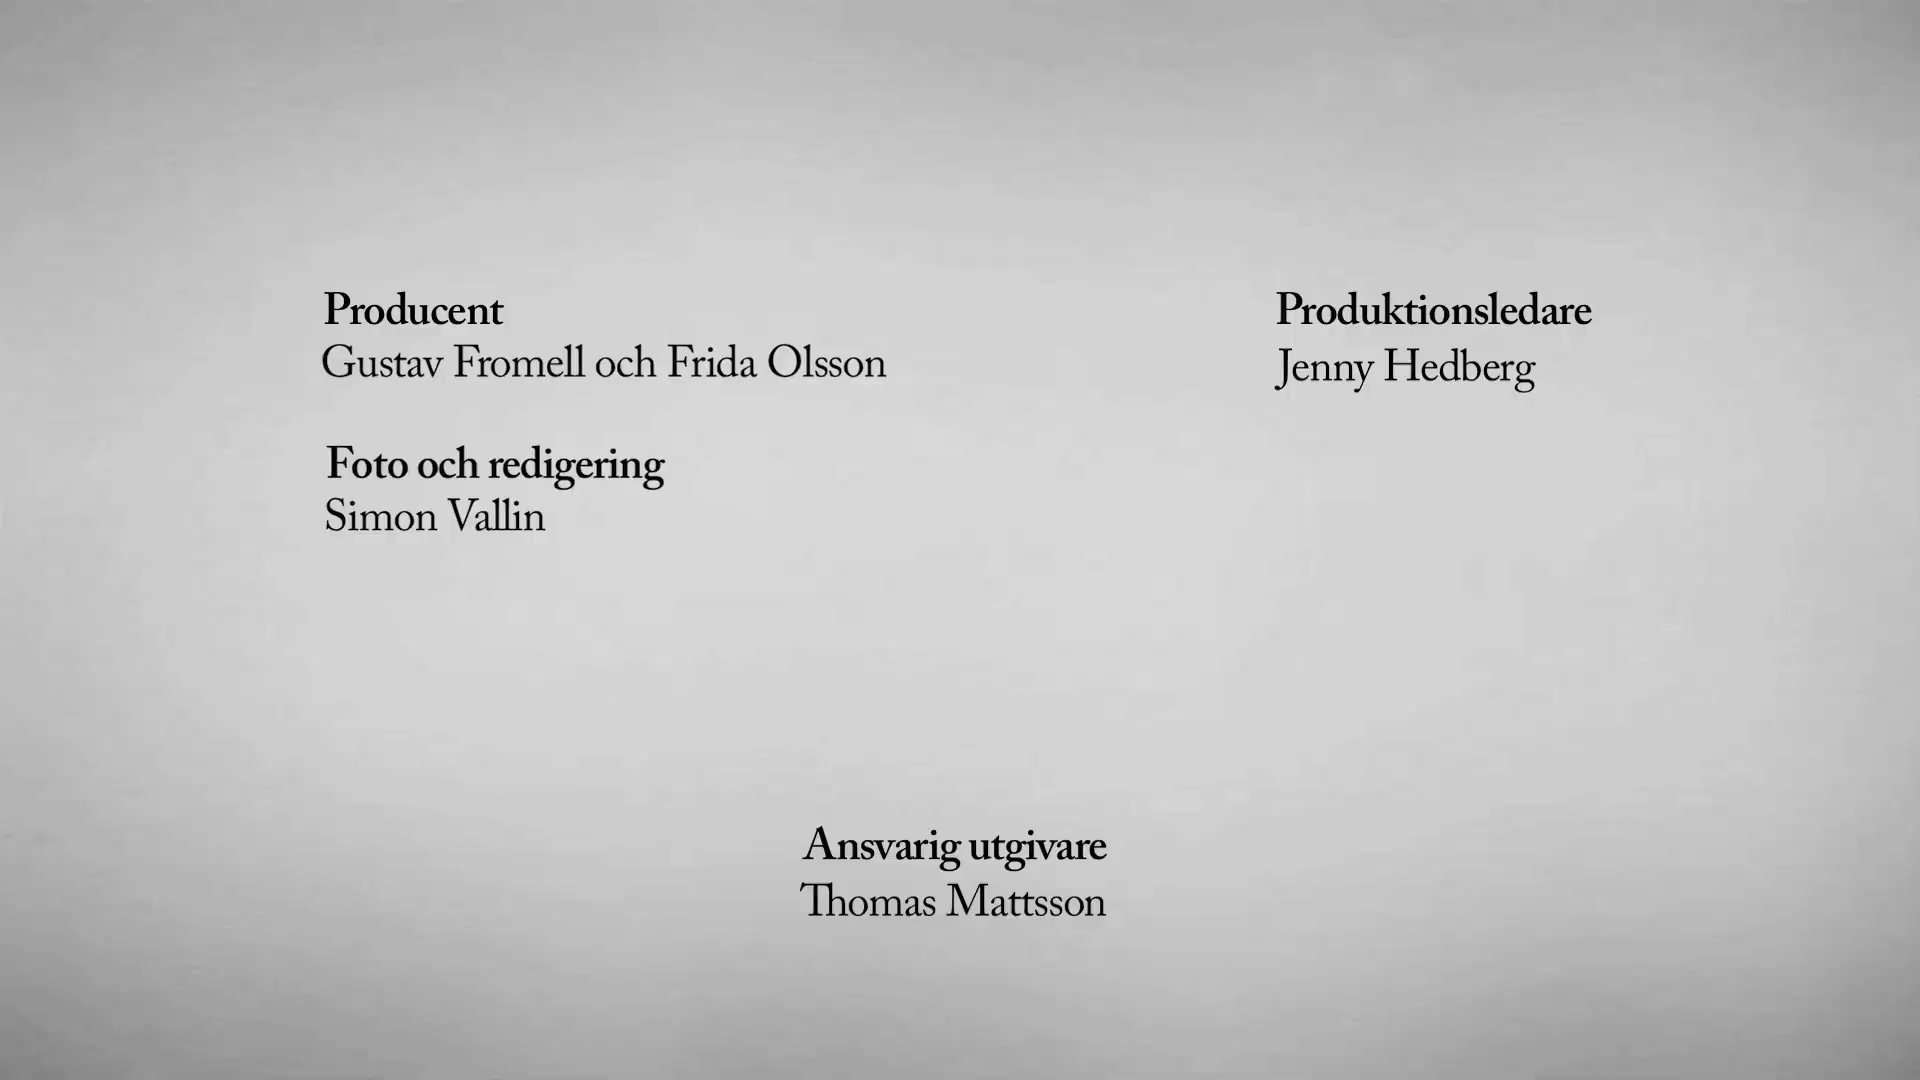 Producent
Gustav Fromell och Frida Olsson
Foto och redigering
Simon Vallin
Produktionsledare
Jenny Hedberg
Ansvarig utgivare
Thomas Mattsson